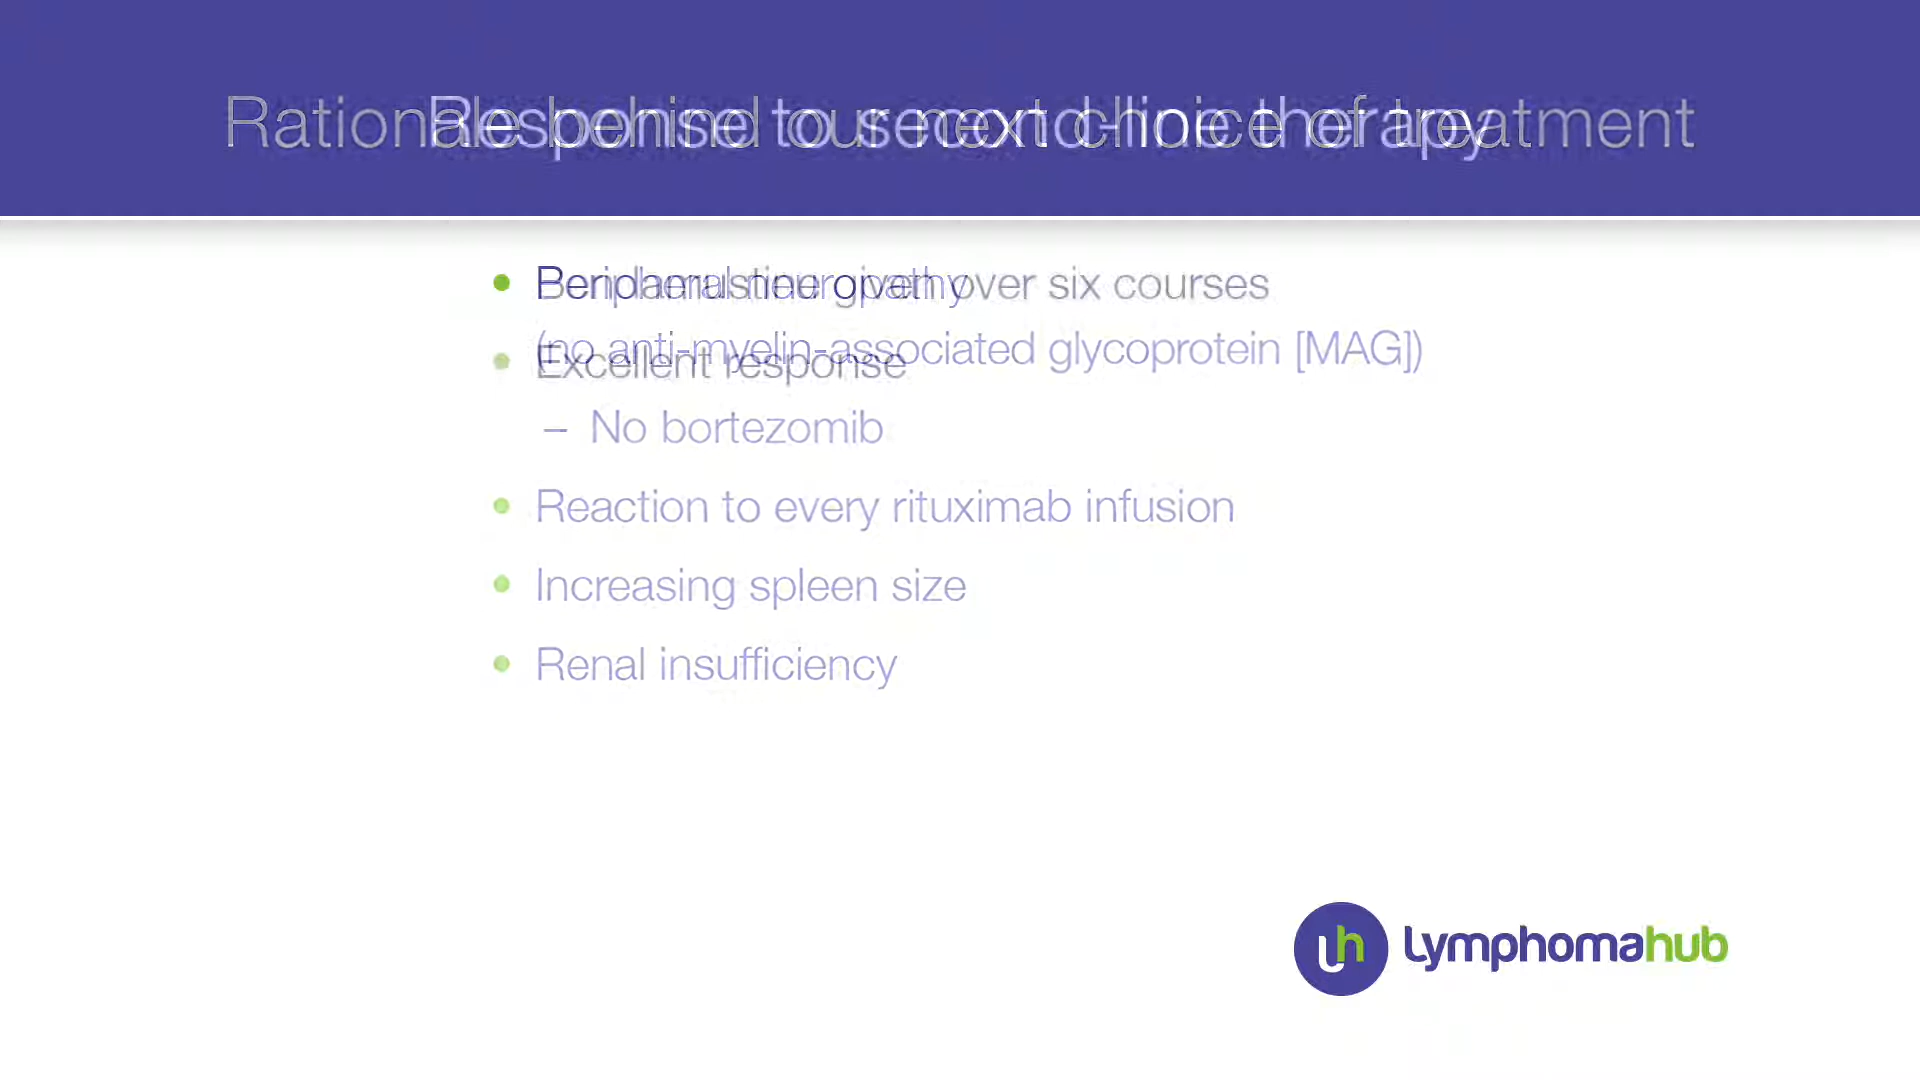 Rationale behind our next choice of treatment
Response to second-line therapy
Peripheral neuropathy
Bendamustine given over six courses
(no anti-myelin-associated glycoprotein [MAG])
Excellent response
– No bortezomib
Reaction to every rituximab infusion
Increasing spleen size
Renal insufficiency
lymphomahub